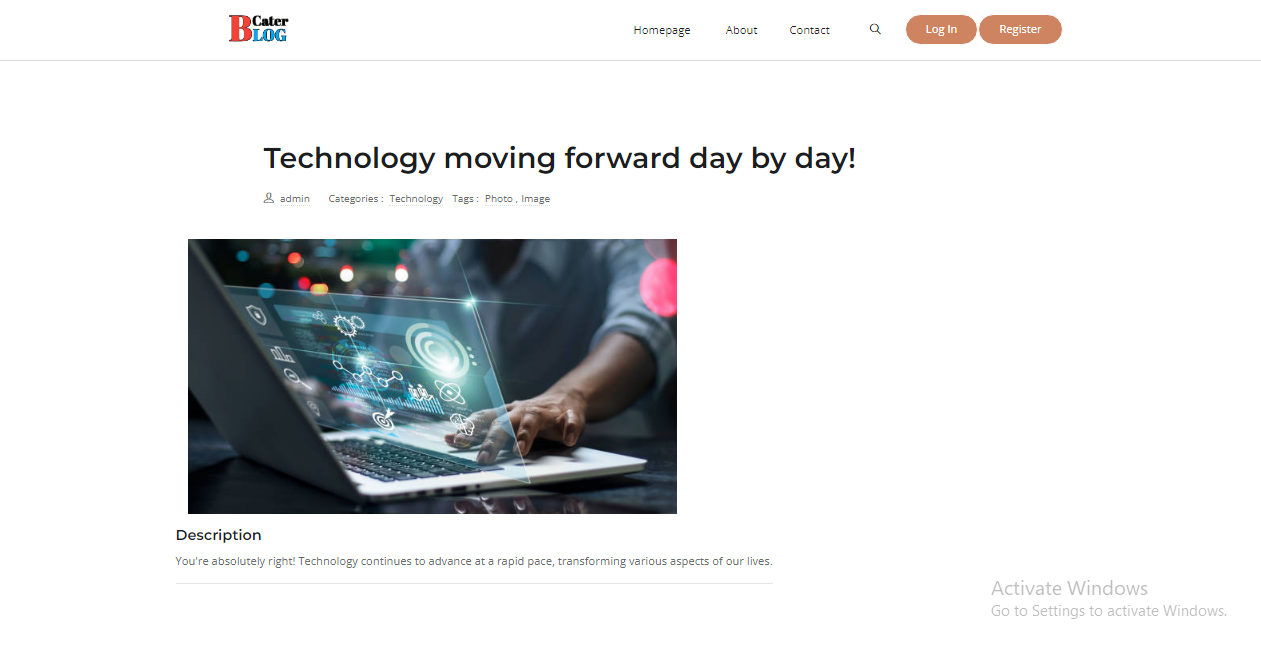 Cater
BLOG
Homepage About Contact Log In Register
Technology moving forward day by day!
admin Categories : Technology Tags : Photo , Image
Description
You're absolutely right! Technology continues to advance at a rapid pace, transforming various aspects of our lives.
Activate Windows
Go to Settings to activate Windows.